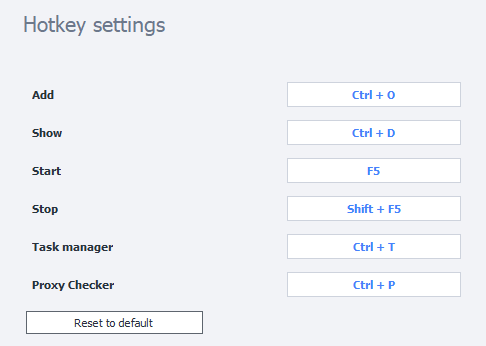 Hotkey settings
Add Ctrl + O
Show Ctrl + D
Start F5
Stop Shift + F5
Task manager Ctrl + T
Proxy Checker Ctrl + P
Reset to default